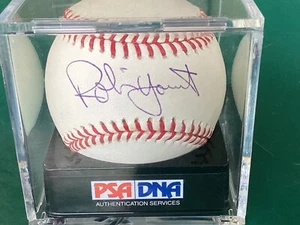 Robin Yount
PSA DNA
AUTHENTICATION SERVICES